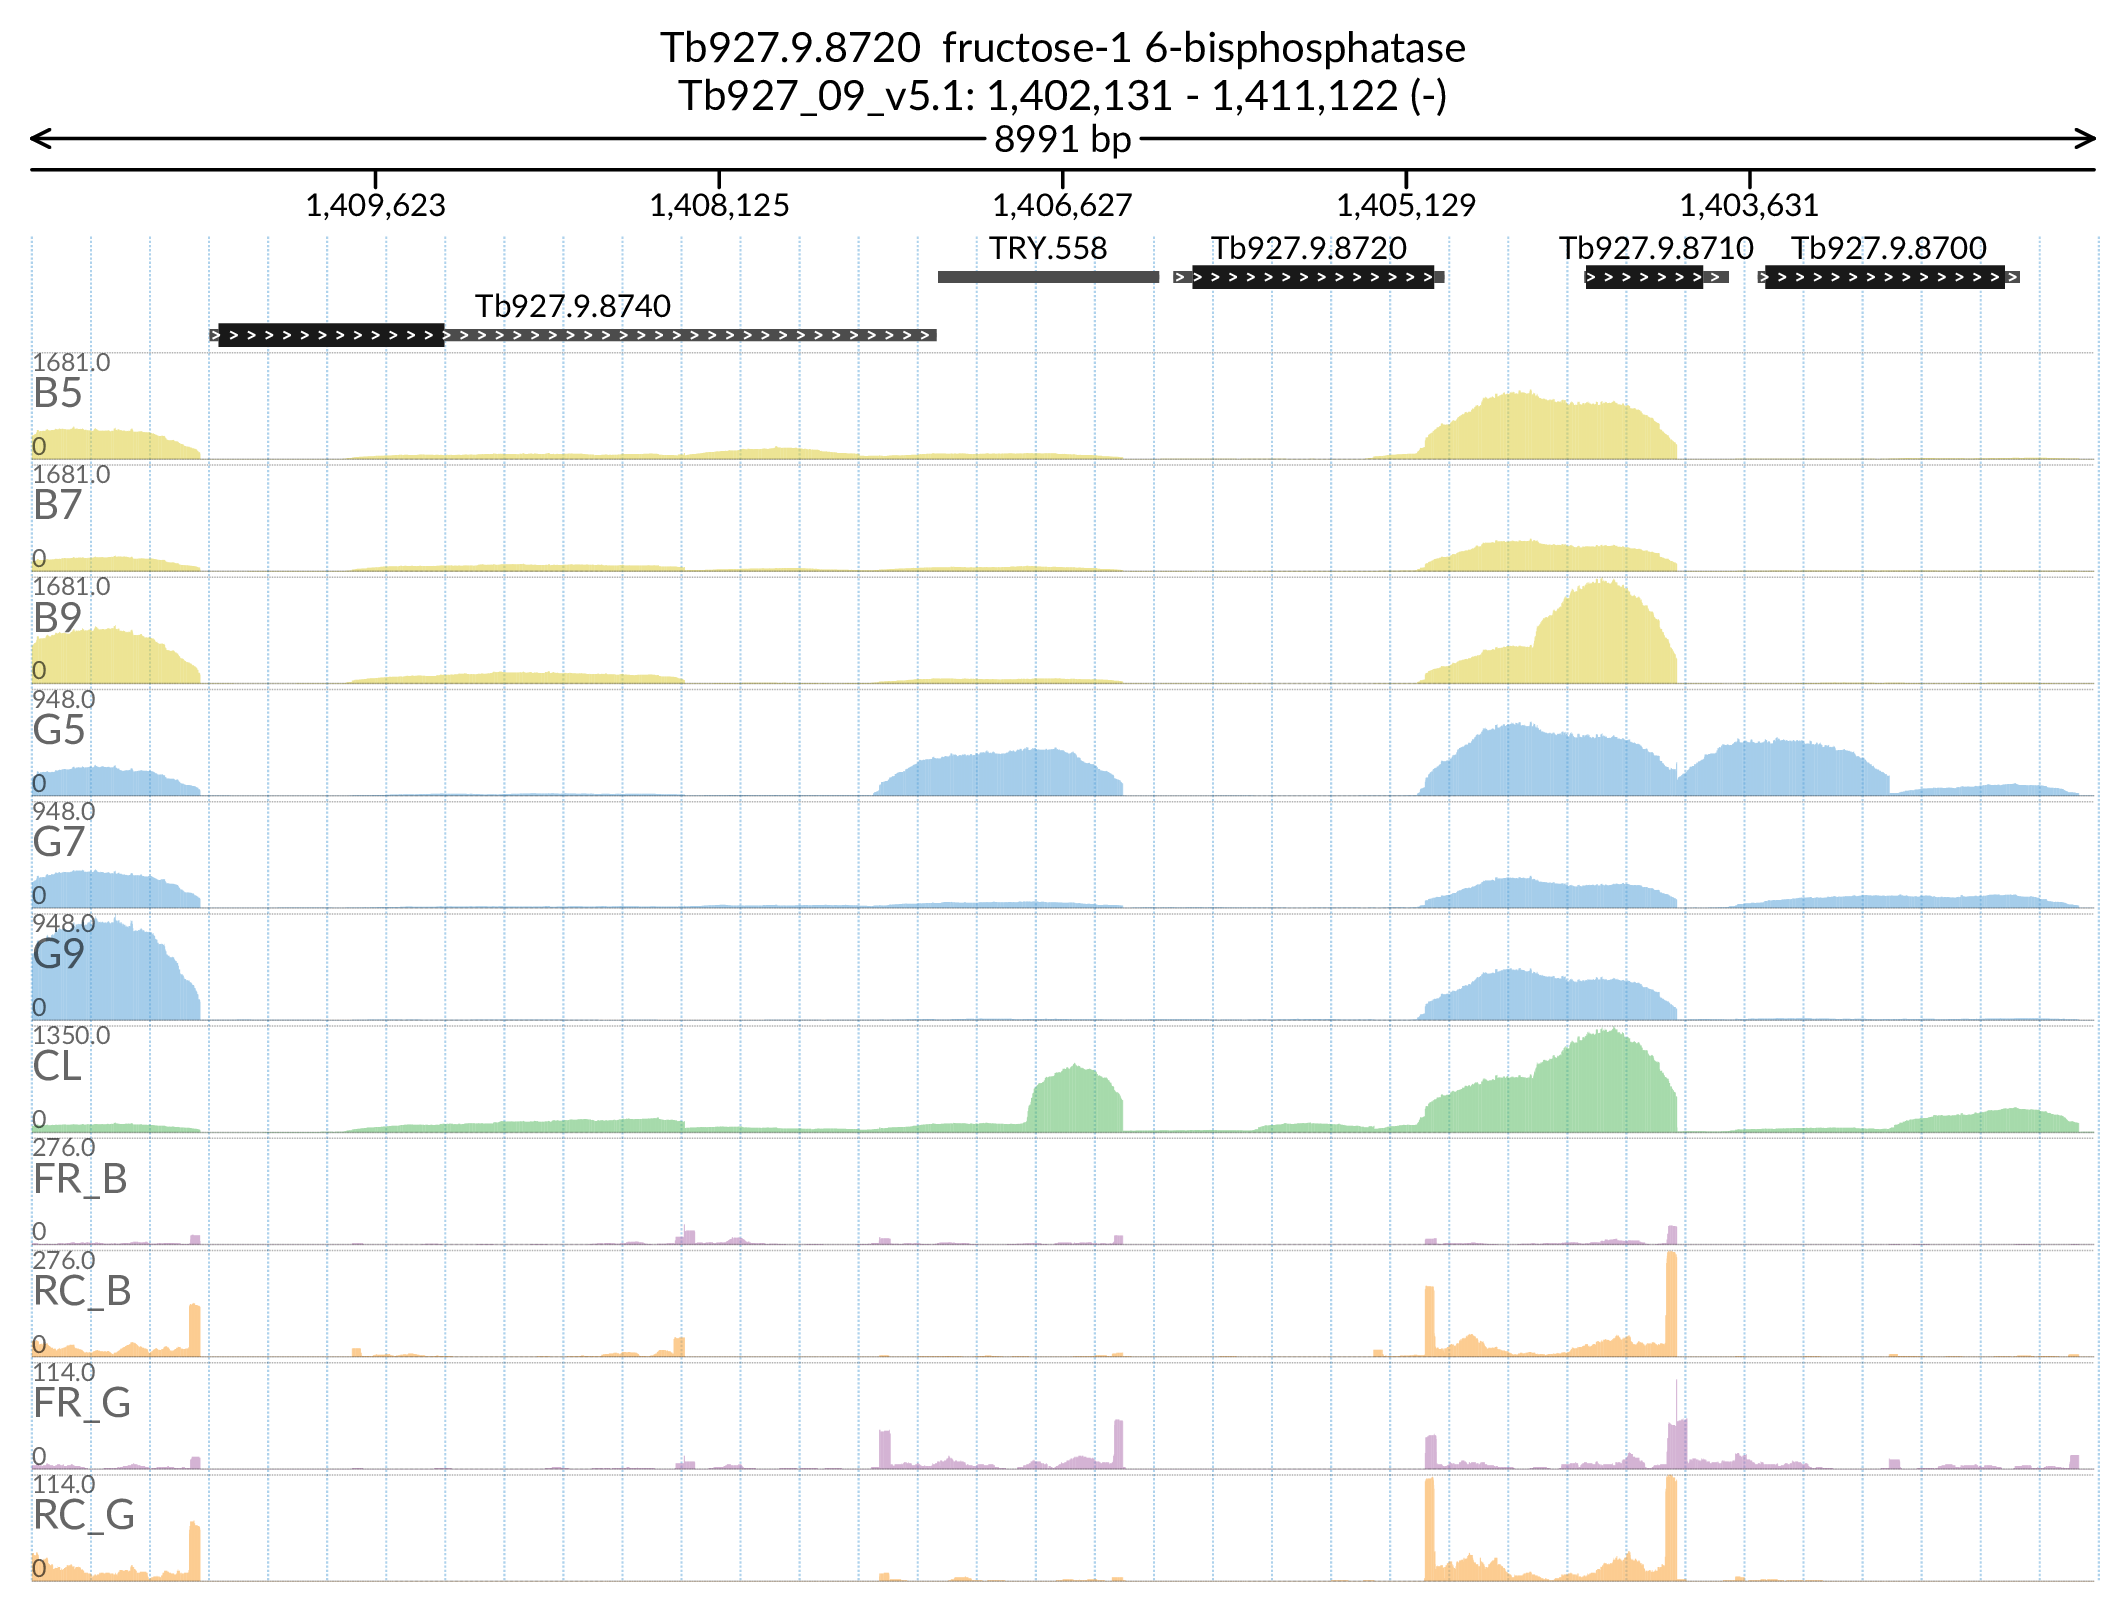 Tb927.9.8720  fructose-1 6-bisphosphatase
Tb927_09_v5.1: 1,402,131 - 1,411,122 (-)
8991 bp
1,409,623 1,408,125 1,406,627 1,405,129 1,403,631
TRY.558 Tb927.9.8720 Tb927.9.8710 Tb927.9.8700
Tb927.9.8740
1681.0
B5
0
1681.0
B7
0
1681.0
B9
0
948.0
G5
0
948.0
G7
0
948.0
G9
0
1350.0
CL
0
276.0
FR_B
0
276.0
RC_B
0
114.0
FR_G
0
114.0
RC_G
0